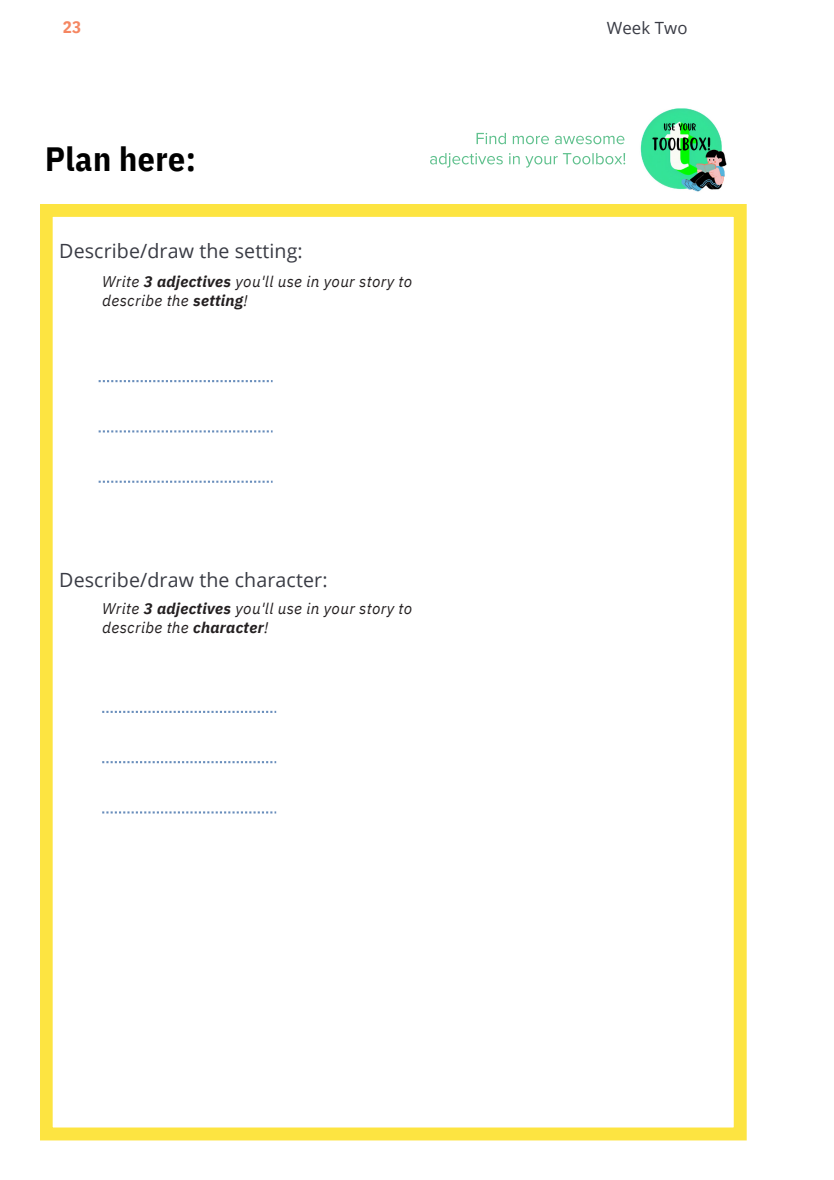 23
Week Two
Plan here:
Find more awesome
adjectives in your Toolbox!
USE YOUR
TOOLBOX!
Describe/draw the setting:
Write 3 adjectives you'll use in your story to
describe the setting!
Describe/draw the character:
Write 3 adjectives you'll use in your story to
describe the character!